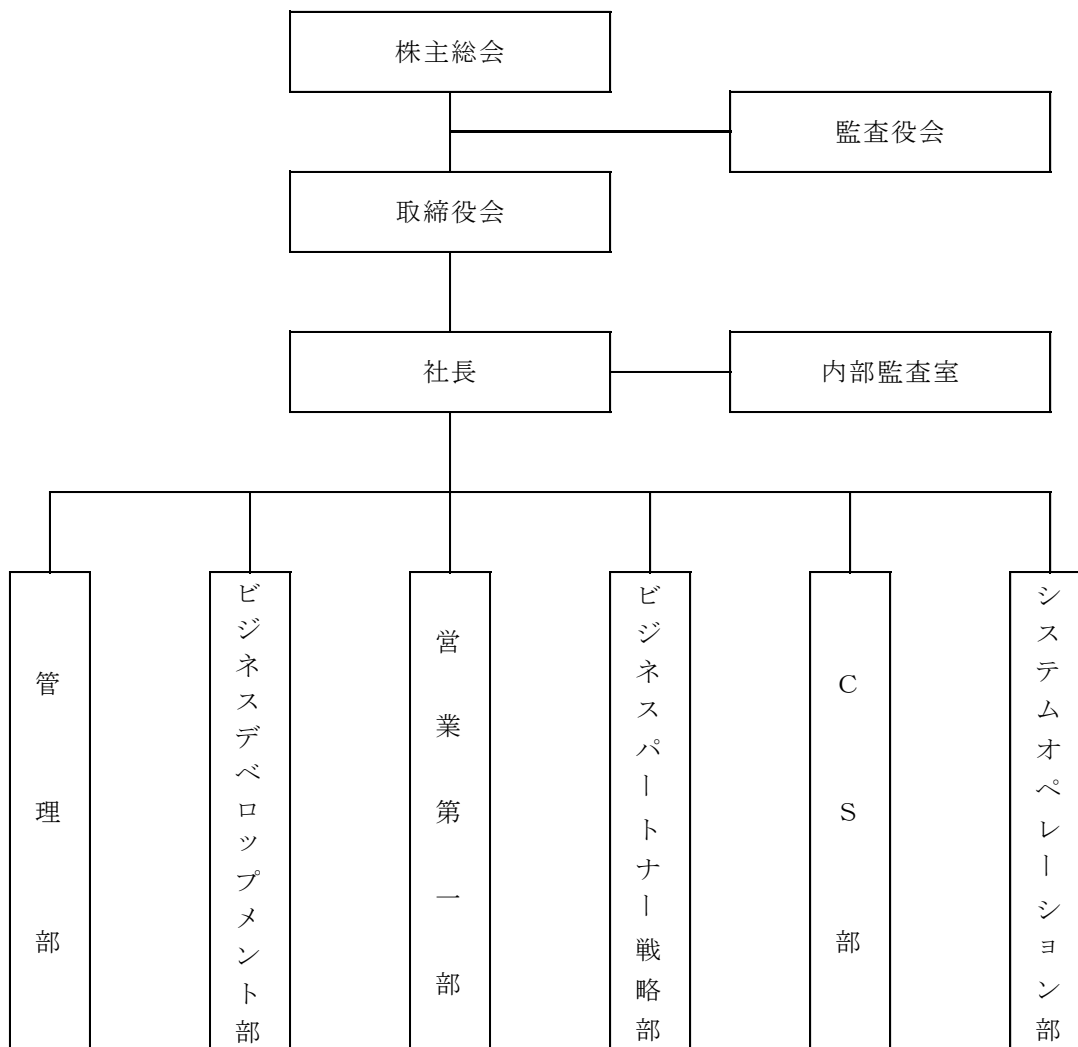 株主総会
監査役会
取締役会
社長
内部監査室
管理部
ビジネスデベロップメント部
営業第一部
ビジネスパートナー戦略部
CS部
システムオペレーション部